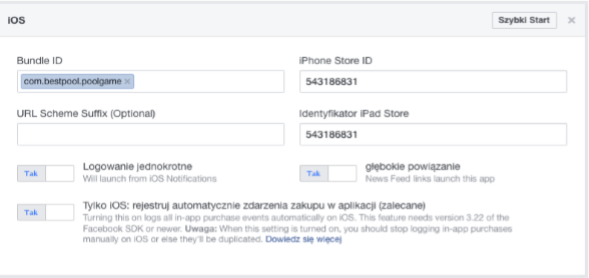 iOS
Szybki Start ×
Bundle ID
iPhone Store ID
com.bestpool.poolgame ×
543186831
URL Scheme Suffix (Optional)
Identyfikator iPad Store
543186831
Tak
Logowanie jednokrotne
Will launch from iOS Notifications
Tak
głębokie powiązanie
News Feed links launch this app
Tak
Tylko iOS: rejestruj automatycznie zdarzenia zakupu w aplikacji (zalecane)
Turning this on logs all in-app purchase events automatically on iOS. This feature needs version 3.22 of the
Facebook SDK or newer. Uwaga: When this setting is turned on, you should stop logging in-app purchases
manually on iOS or else they'll be duplicated. Dowiedz się więcej